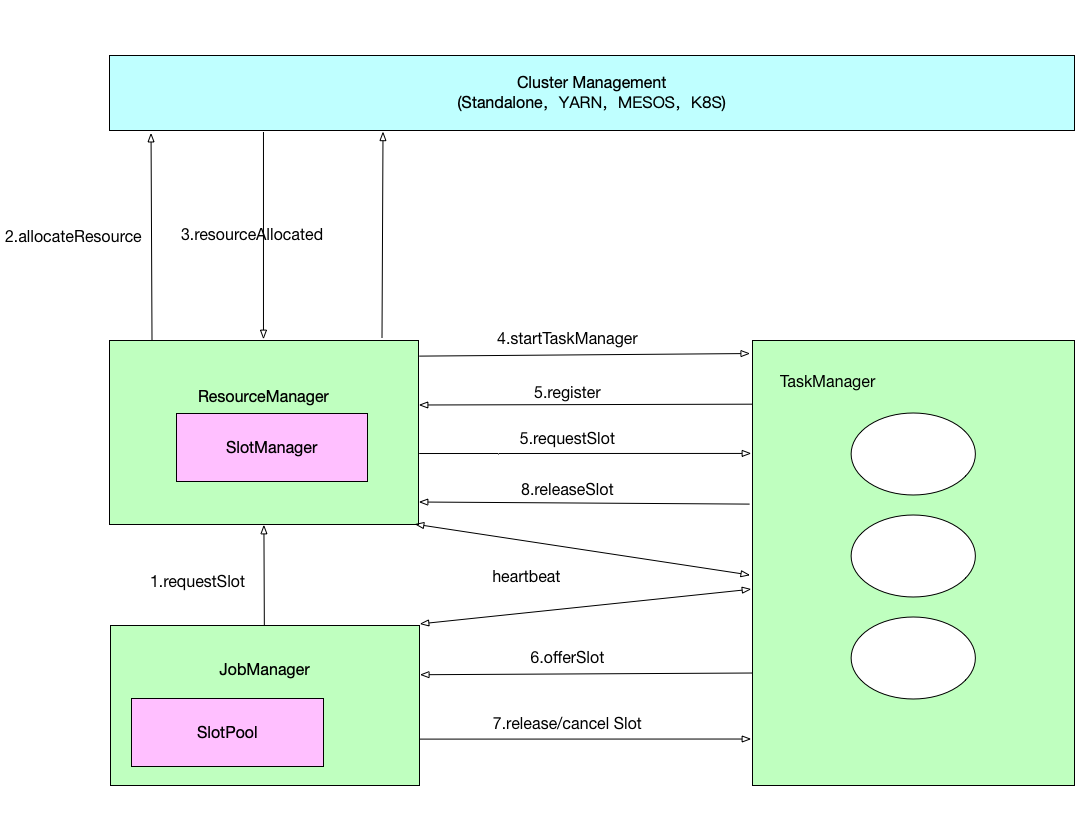 Cluster Management
(Standalone，YARN，MESOS，K8S)
2.allocateResource
3.resourceAllocated
4.startTaskManager
ResourceManager
SlotManager
5.register
5.requestSlot
8.releaseSlot
TaskManager
heartbeat
1.requestSlot
JobManager
SlotPool
6.offerSlot
7.release/cancel Slot